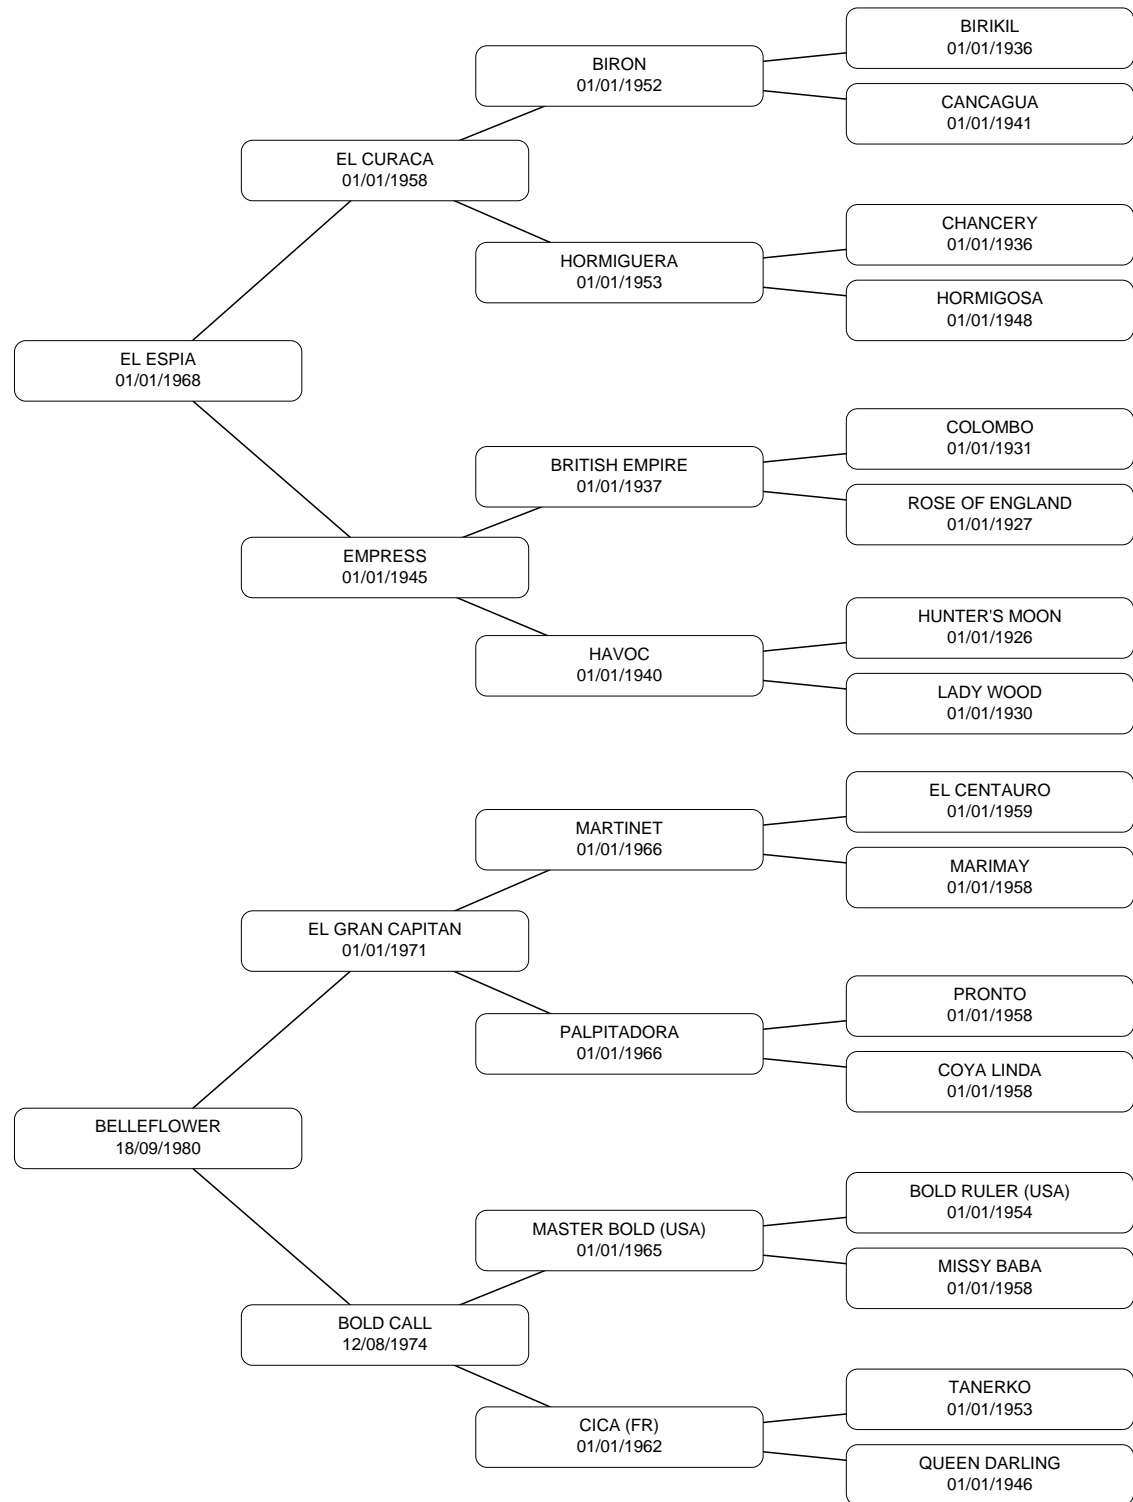 BIRIKIL
01/01/1936
BIRON
01/01/1952
CANCAGUA
01/01/1941
EL CURACA
01/01/1958
CHANCERY
01/01/1936
HORMIGUERA
01/01/1953
HORMIGOSA
01/01/1948
EL ESPIA
01/01/1968
COLOMBO
01/01/1931
BRITISH EMPIRE
01/01/1937
ROSE OF ENGLAND
01/01/1927
EMPRESS
01/01/1945
HUNTER'S MOON
01/01/1926
HAVOC
01/01/1940
LADY WOOD
01/01/1930
EL CENTAURO
01/01/1959
MARTINET
01/01/1966
MARIMAY
01/01/1958
EL GRAN CAPITAN
01/01/1971
PRONTO
01/01/1958
PALPITADORA
01/01/1966
COYA LINDA
01/01/1958
BELLEFLOWER
18/09/1980
BOLD RULER (USA)
01/01/1954
MASTER BOLD (USA)
01/01/1965
MISSY BABA
01/01/1958
BOLD CALL
12/08/1974
TANERKO
01/01/1953
CICA (FR)
01/01/1962
QUEEN DARLING
01/01/1946